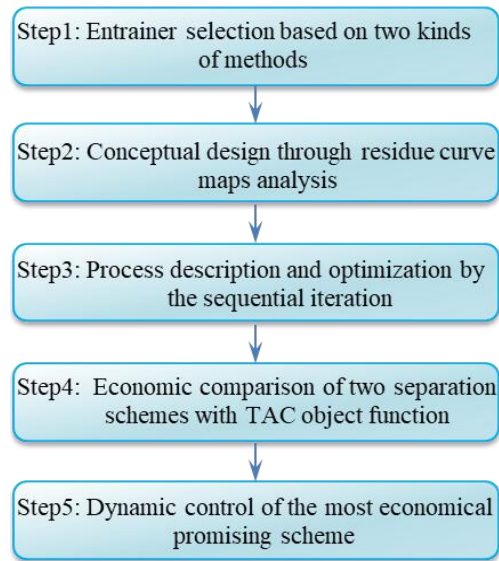 Step1: Entrainer selection based on two kinds
of methods
Step2: Conceptual design through residue curve
maps analysis
Step3: Process description and optimization by
the sequential iteration
Step4: Economic comparison of two separation
schemes with TAC object function
Step5: Dynamic control of the most economical
promising scheme